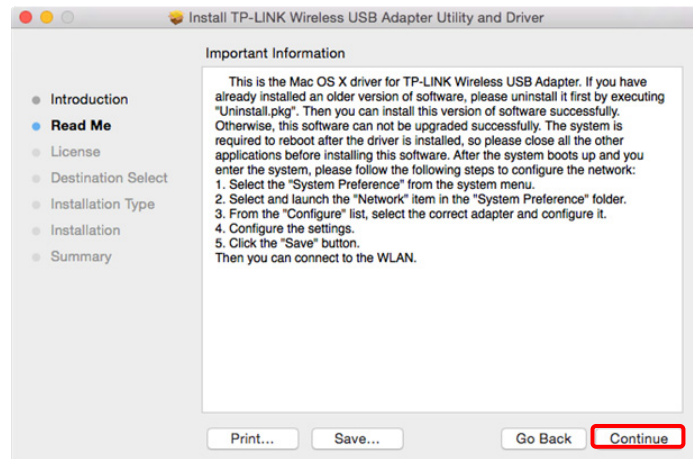 Install TP-LINK Wireless USB Adapter Utility and Driver
Important Information
Introduction
Read Me
License
Destination Select
Installation Type
Installation
Summary
This is the Mac OS X driver for TP-LINK Wireless USB Adapter. If you have
already installed an older version of software, please uninstall it first by executing
"Uninstall.pkg". Then you can install this version of software successfully.
Otherwise, this software can not be upgraded successfully. The system is
required to reboot after the driver is installed, so please close all the other
applications before installing this software. After the system boots up and you
enter the system, please follow the following steps to configure the network:
1. Select the "System Preference" from the system menu.
2. Select and launch the "Network" item in the "System Preference" folder.
3. From the "Configure" list, select the correct adapter and configure it.
4. Configure the settings.
5. Click the "Save" button.
Then you can connect to the WLAN.
Print...
Save...
Go Back
Continue